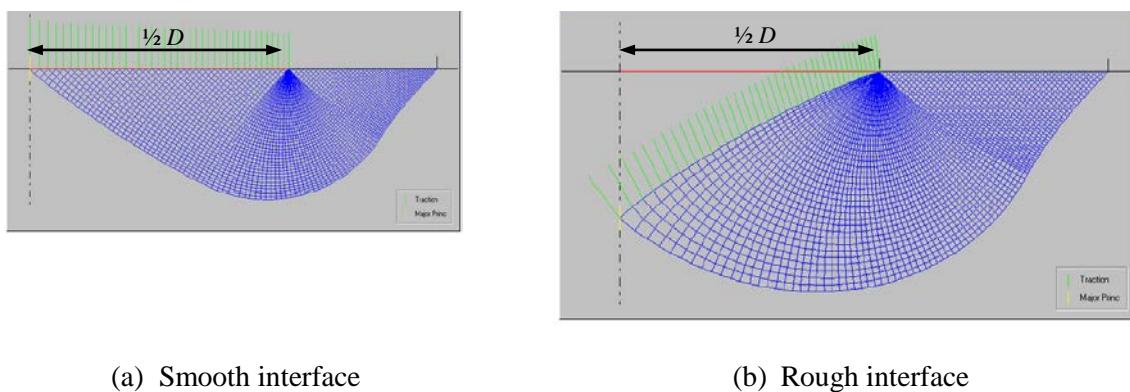 ½ D
½ D
Traction
Major Princ
Traction
Major Princ
(a) Smooth interface
(b) Rough interface